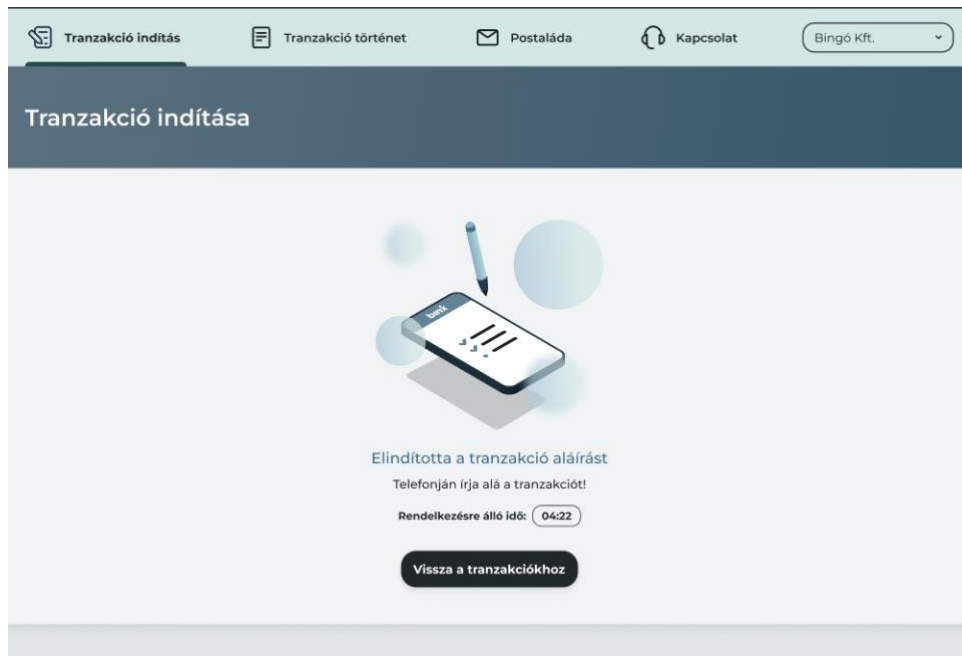 Tranzakció indítás
Tranzakció történet
Postaláda
Kapcsolat
Bingó Kft.
Tranzakció indítása
binx
Elindította a tranzakció aláírást
Telefonján írja alá a tranzakciót!
Rendelkezésre álló idő: 04:22
Vissza a tranzakciókhoz